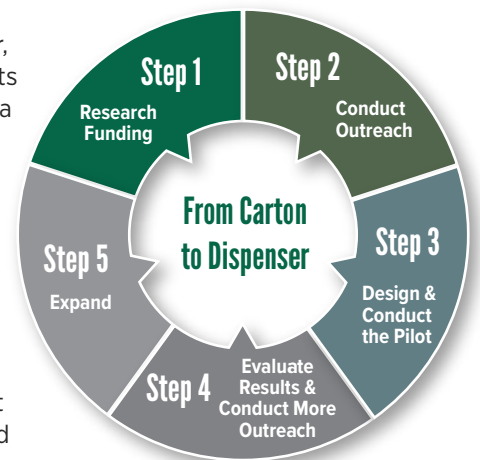 r,
ts
a
Step 1
Research
Funding
Step 2
Conduct
Outreach
Step 3
Design &
Conduct
the Pilot
Step 4
Evaluate
Results &
Conduct More
Outreach
Step 5
Expand
From Carton
to Dispenser
t
d